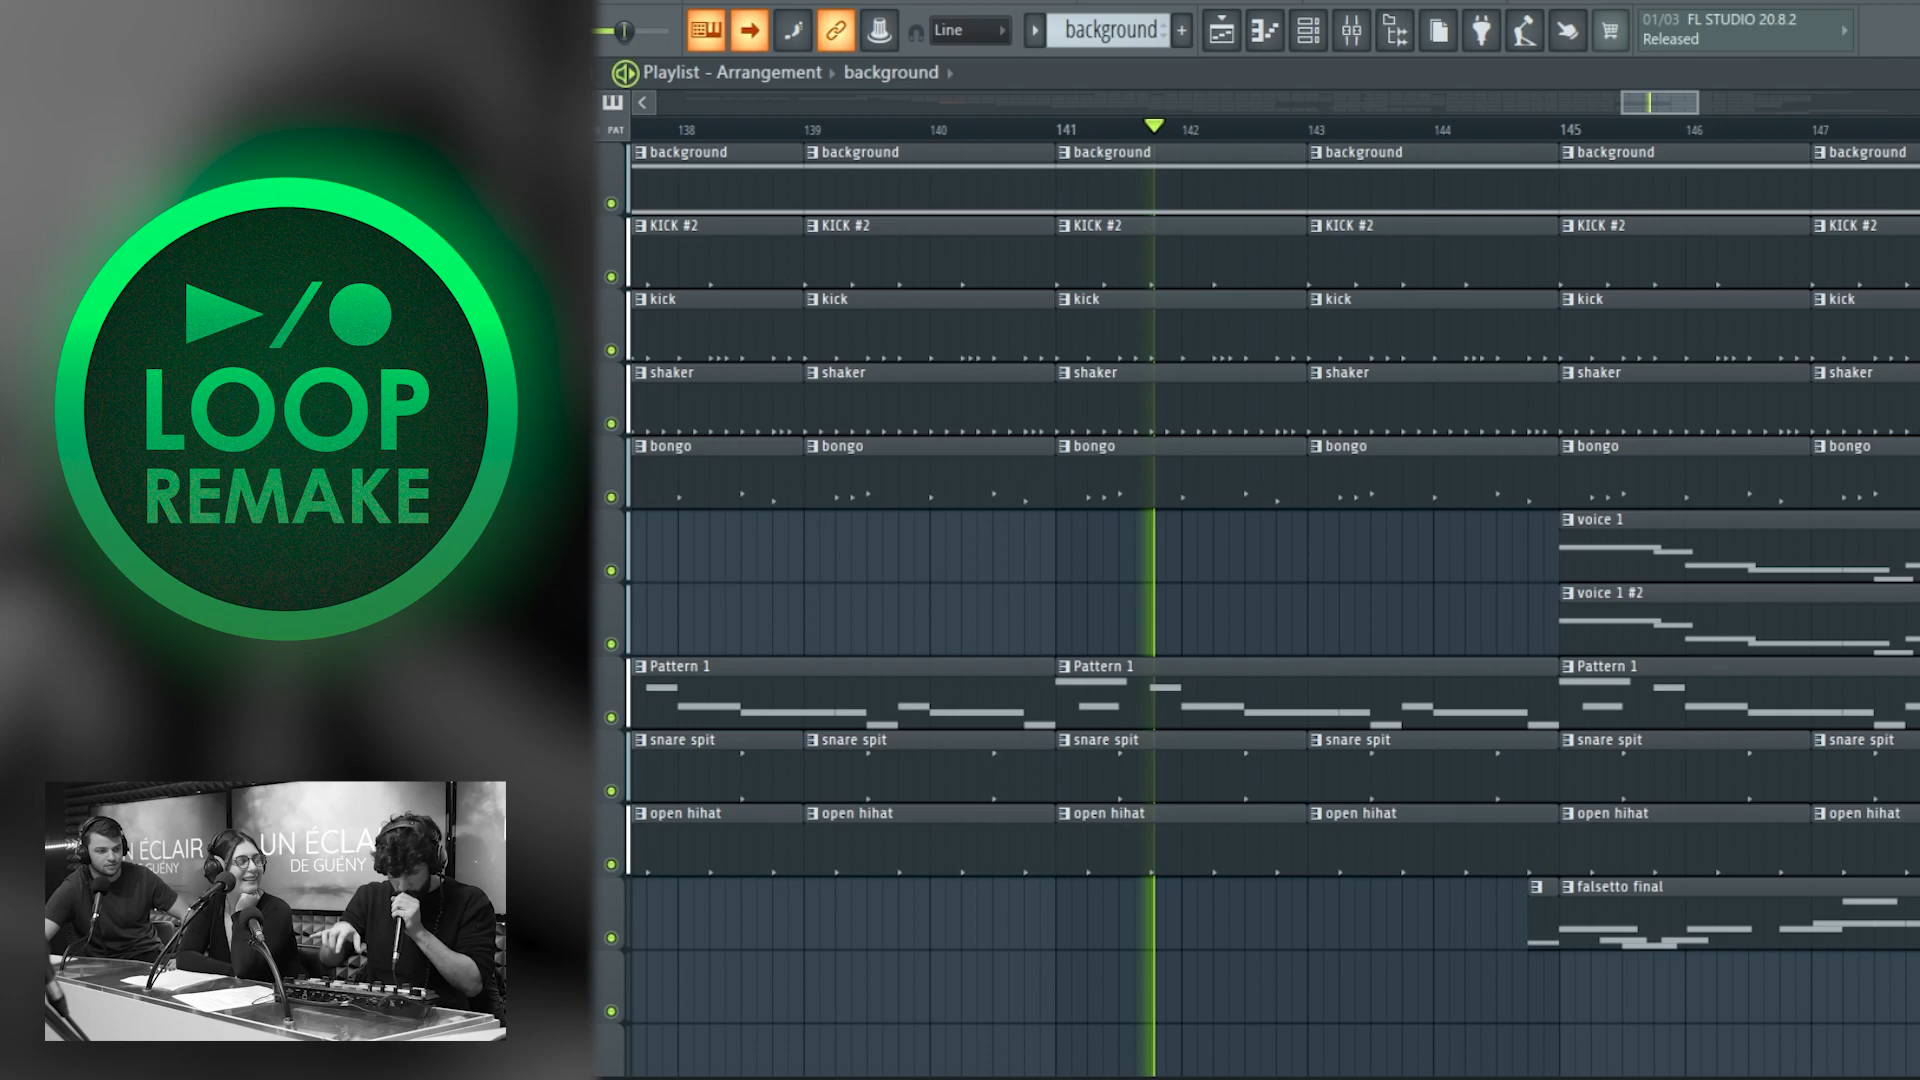 Line
background
+
01/03 FL STUDIO 20.8.2
Released
Playlist - Arrangement
background
PAT
138 139 140 141 142 143 144 145 146 147
background background background background background background
KICK #2 KICK #2 KICK #2 KICK #2 KICK #2 KICK #2
kick kick kick kick kick kick
shaker shaker shaker shaker shaker shaker
bongo bongo bongo bongo bongo bongo
voice 1
voice 1 #2
Pattern 1 Pattern 1 Pattern 1
snare spit snare spit snare spit snare spit snare spit snare spit
open hihat open hihat open hihat open hihat open hihat open hihat
falsetto final
LOOP
REMAKE
N ÉCLAIR
GUÉNY
UN ÉCLA
DE GUÉNY